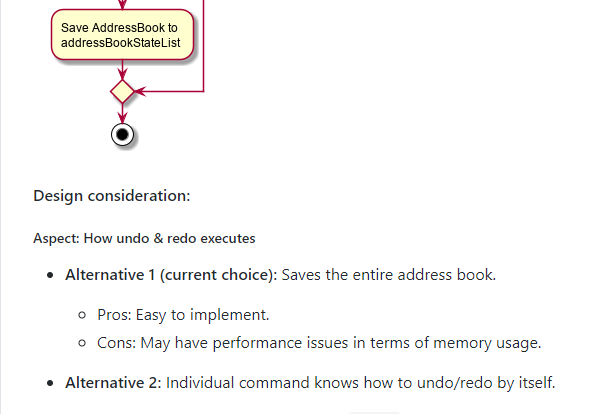 Save AddressBook to
addressBookStateList
Design consideration:
Aspect: How undo & redo executes
Alternative 1 (current choice): Saves the entire address book.
Pros: Easy to implement.
Cons: May have performance issues in terms of memory usage.
Alternative 2: Individual command knows how to undo/redo by itself.